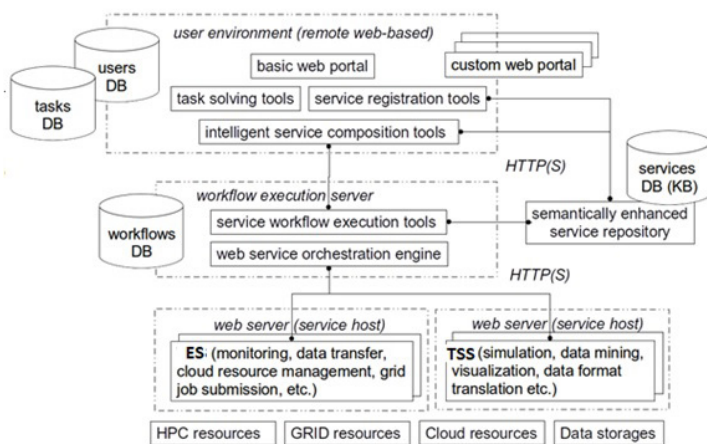 user environment (remote web-based)
users
DB
tasks
DB
basic web portal
custom web portal
task solving tools
service registration tools
intelligent service composition tools
HTTP(S)
services
DB (KB)
workflow execution server
workflows
DB
service workflow execution tools
semantically enhanced
service repository
web service orchestration engine
HTTP(S)
web server (service host)
ES (monitoring, data transfer,
cloud resource management, grid
job submission, etc.)
web server (service host)
TSS (simulation, data mining,
visualization, data format
translation etc.)
HPC resources
GRID resources
Cloud resources
Data storages